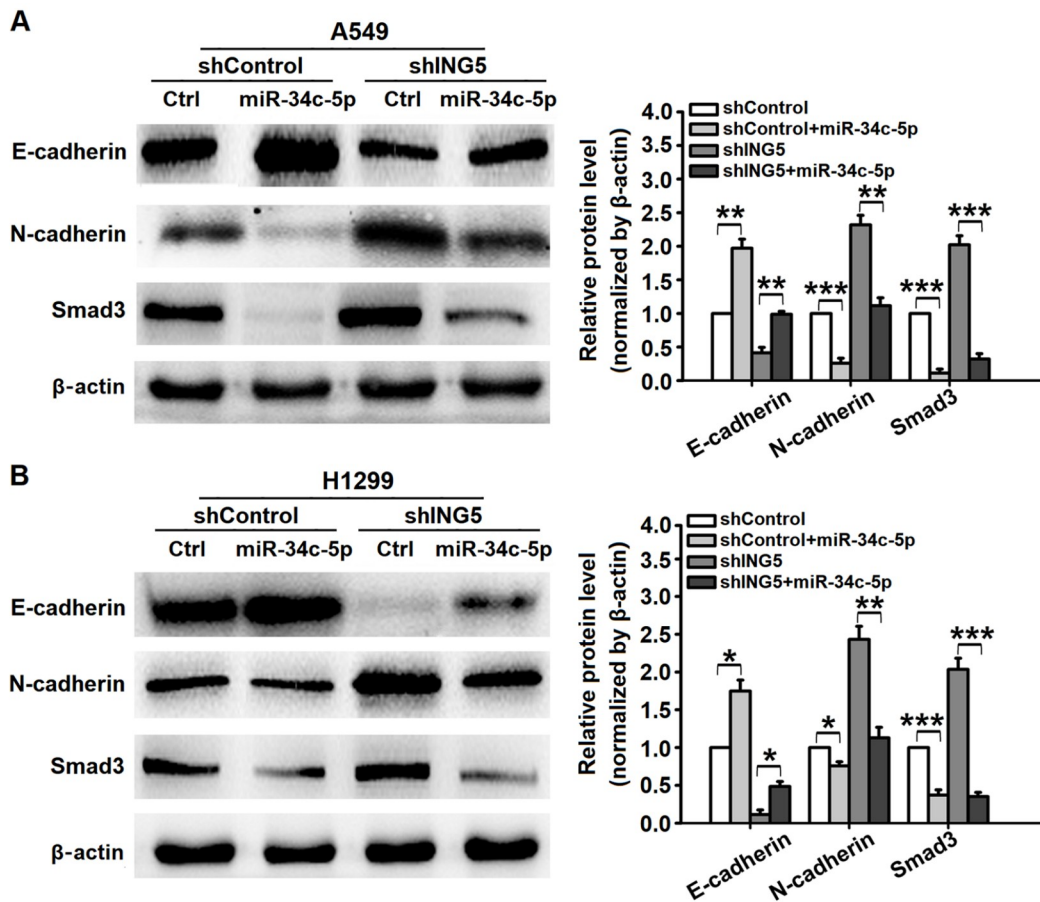 A
A549
shControl shING5
Ctrl miR-34c-5p Ctrl miR-34c-5p
E-cadherin
N-cadherin
Smad3
β-actin
Relative protein level
(normalized by β-actin)
4.0
3.5
3.0
2.5
2.0
1.5
1.0
0.5
0.0
shControl
shControl+miR-34c-5p
shING5
shING5+miR-34c-5p
** ** *** ** *** ***
E-cadherin N-cadherin Smad3
B
H1299
shControl shING5
Ctrl miR-34c-5p Ctrl miR-34c-5p
E-cadherin
N-cadherin
Smad3
β-actin
Relative protein level
(normalized by β-actin)
4.0
3.5
3.0
2.5
2.0
1.5
1.0
0.5
0.0
shControl
shControl+miR-34c-5p
shING5
shING5+miR-34c-5p
* * * ** *** ***
E-cadherin N-cadherin Smad3